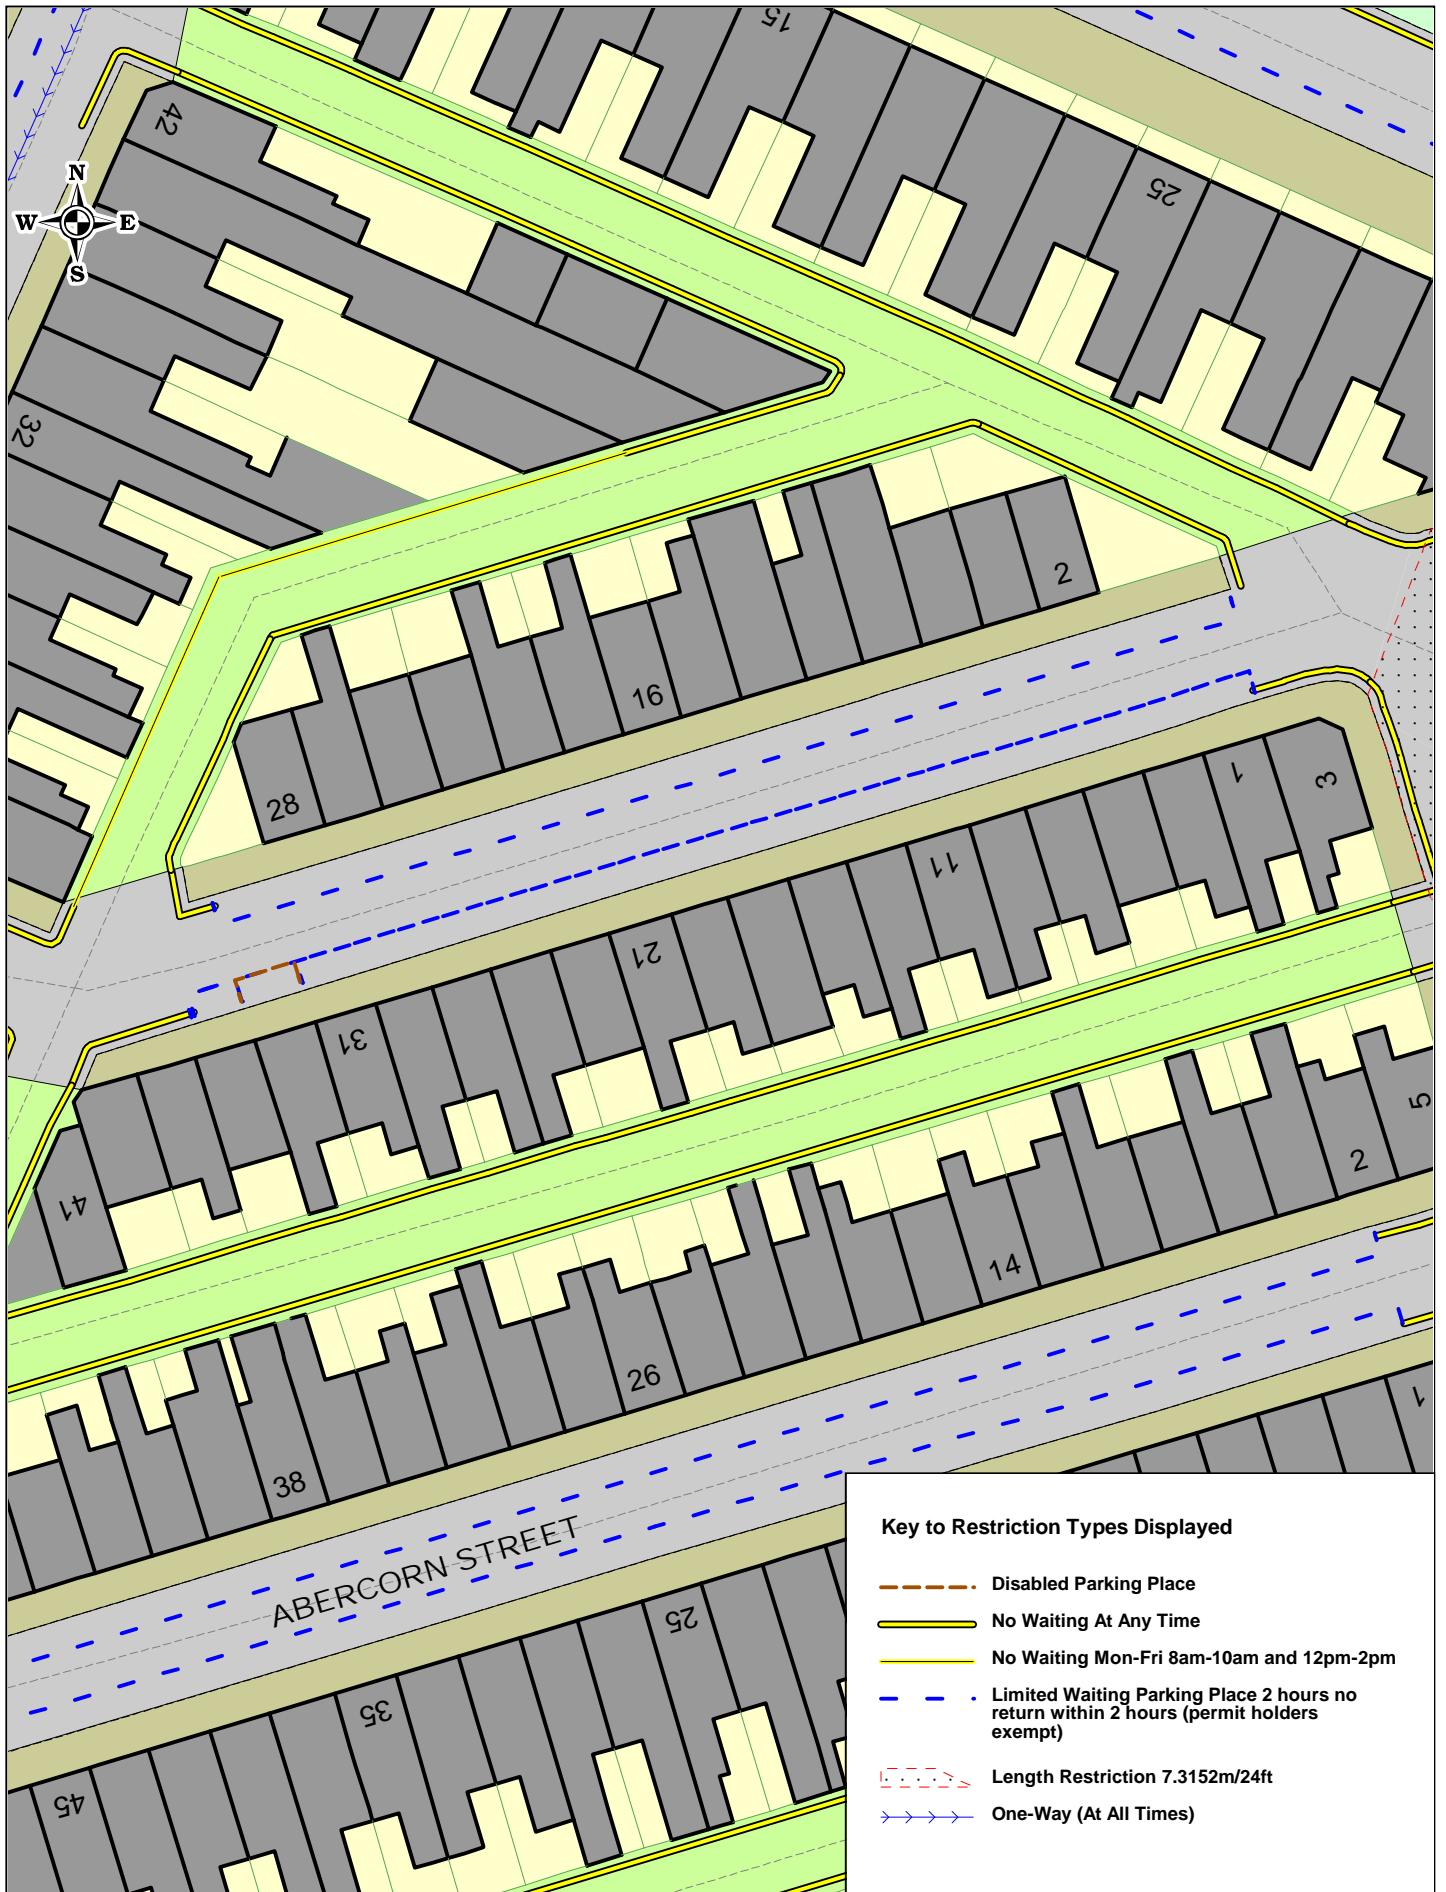 15
42
N
W E
S
25
32
2
16
28
1
3
11
21
31
41
5
2
14
26
38
1
ABERCORN STREET
25
35
45
Key to Restriction Types Displayed
Disabled Parking Place
No Waiting At Any Time
No Waiting Mon-Fri 8am-10am and 12pm-2pm
Limited Waiting Parking Place 2 hours no
return within 2 hours (permit holders
exempt)
Length Restriction 7.3152m/24ft
One-Way (At All Times)